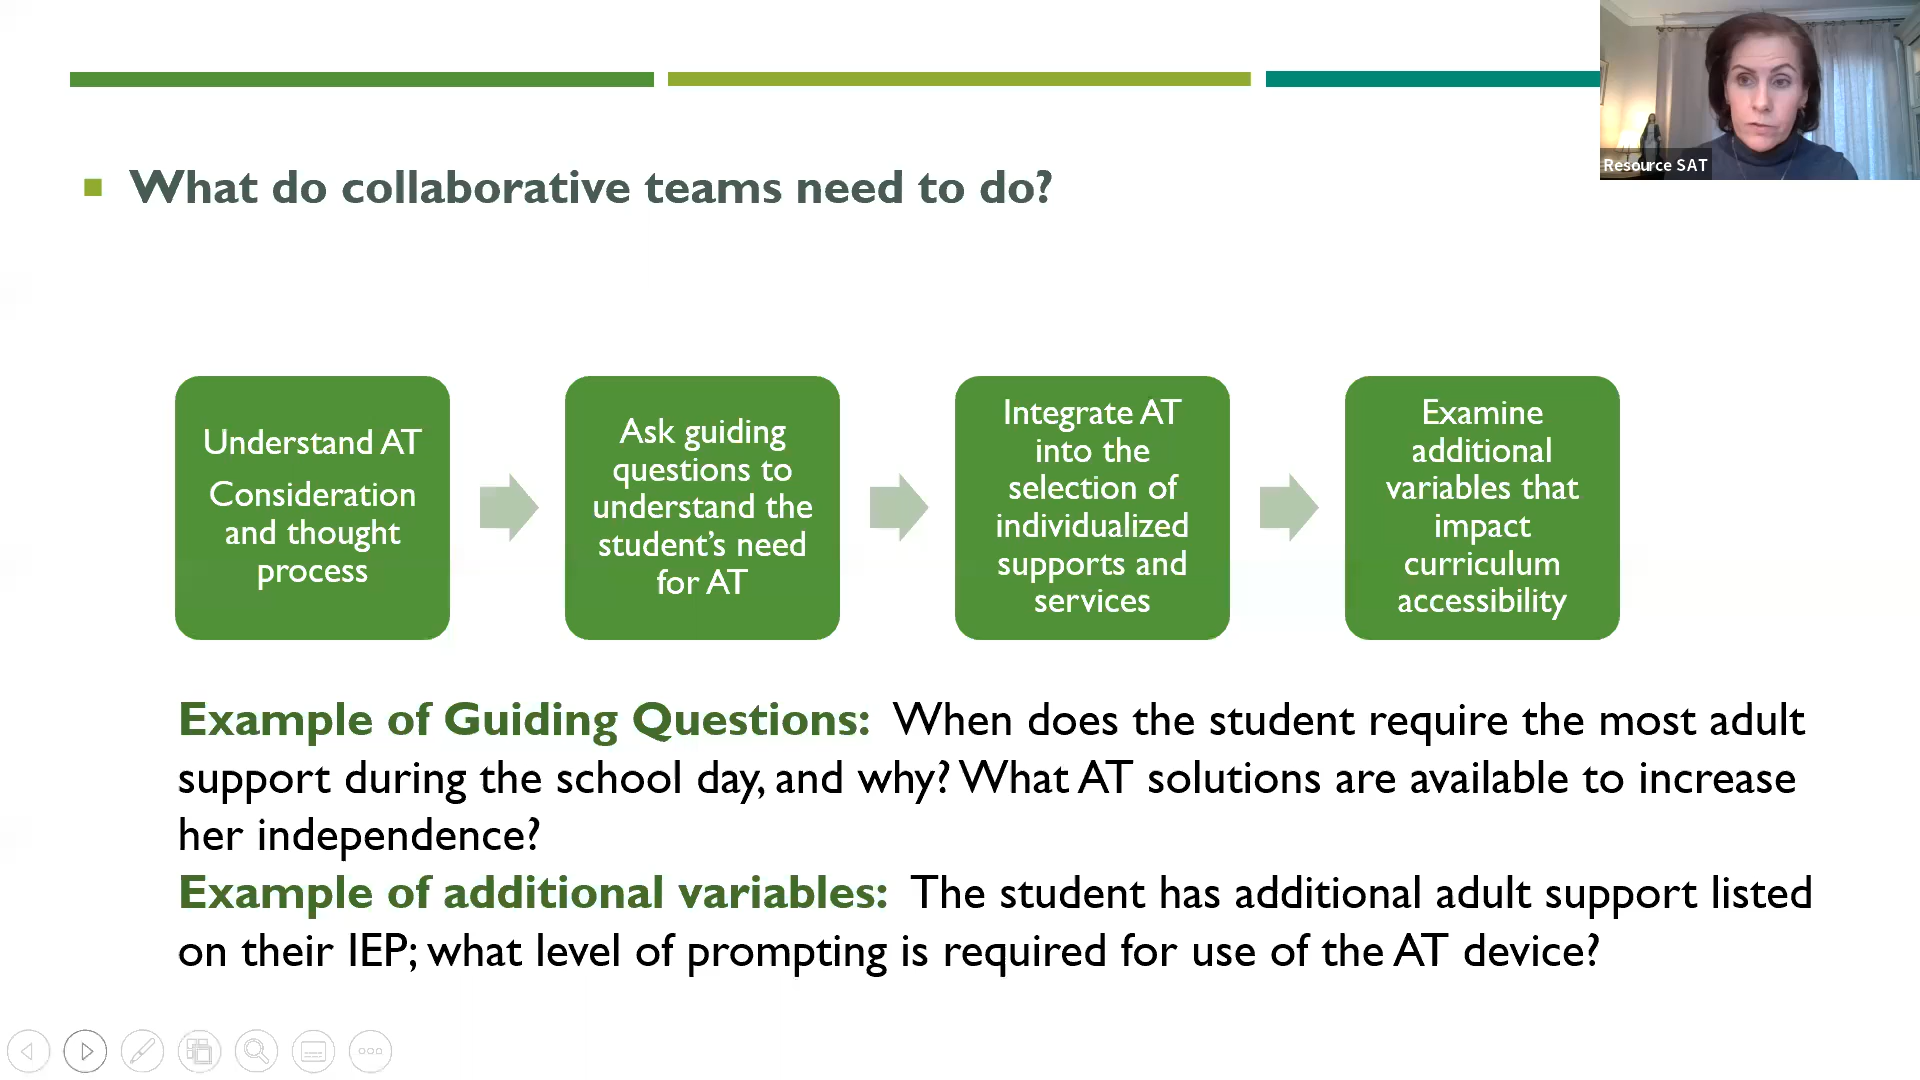 Resource SAT
What do collaborative teams need to do?
Understand AT
Consideration
and thought
process
Ask guiding
questions to
understand the
student’s need
for AT
Integrate AT
into the
selection of
individualized
supports and
services
Examine
additional
variables that
impact
curriculum
accessibility
Example of Guiding Questions: When does the student require the most adult
support during the school day, and why? What AT solutions are available to increase
her independence?
Example of additional variables: The student has additional adult support listed
on their IEP; what level of prompting is required for use of the AT device?